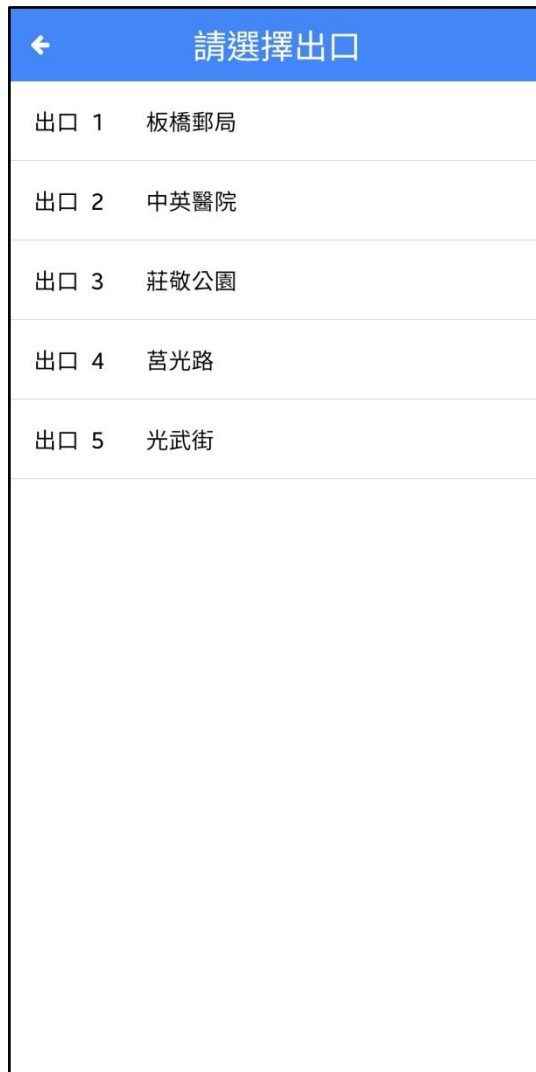 請選擇出口
出口 1 板橋郵局
出口 2 中英醫院
出口 3 莊敬公園
出口 4 莒光路
出口 5 光武街